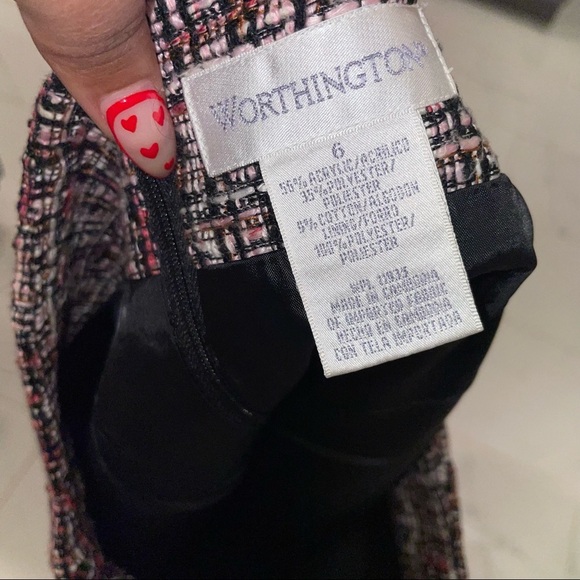 WORTHINGTON®
6
55% ACRYLIC/ACRILICO
35% POLYESTER/
POLIESTER
9% COTTON/ALGODON
LINING/FORRO
100% POLYESTER/
POLIESTER
WPL 11835
MADE IN CAMBODIA
OF IMPORTED FABRIC
HECHO EN CAMBODIA
CON TELA IMPORTADA